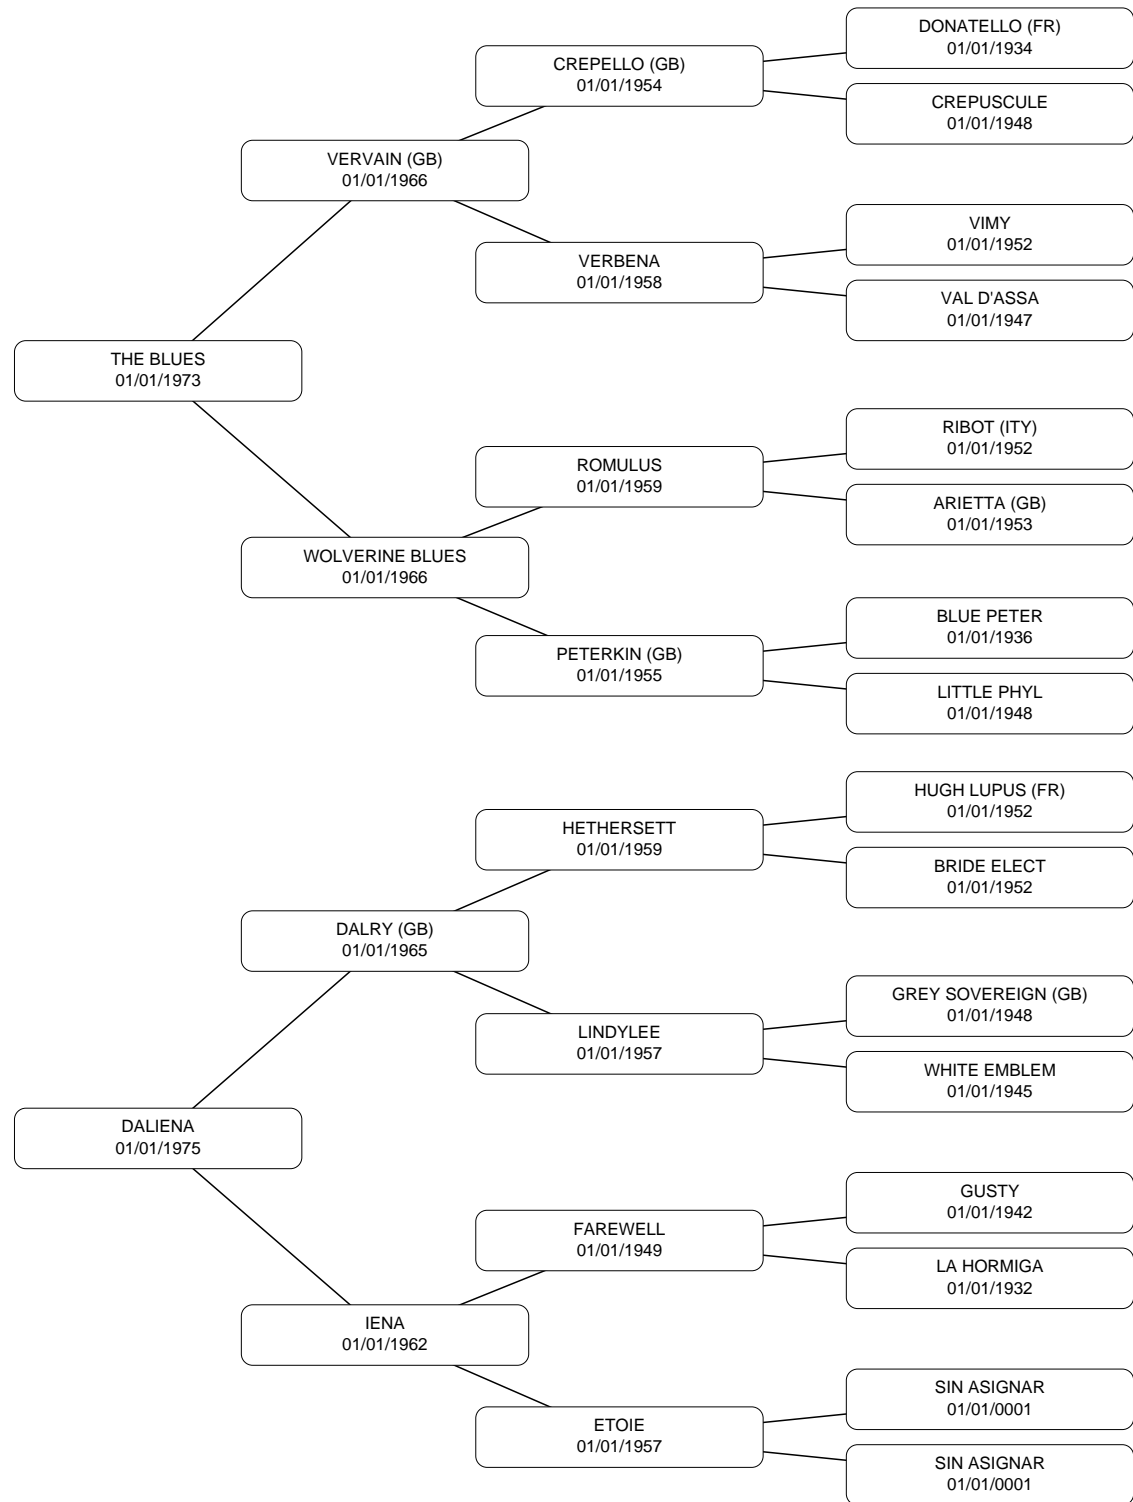 DONATELLO (FR)
01/01/1934
CREPELLO (GB)
01/01/1954
CREPUSCULE
01/01/1948
VERVAIN (GB)
01/01/1966
VIMY
01/01/1952
VERBENA
01/01/1958
VAL D'ASSA
01/01/1947
THE BLUES
01/01/1973
RIBOT (ITY)
01/01/1952
ROMULUS
01/01/1959
ARIETTA (GB)
01/01/1953
WOLVERINE BLUES
01/01/1966
BLUE PETER
01/01/1936
PETERKIN (GB)
01/01/1955
LITTLE PHYL
01/01/1948
HUGH LUPUS (FR)
01/01/1952
HETHERSETT
01/01/1959
BRIDE ELECT
01/01/1952
DALRY (GB)
01/01/1965
GREY SOVEREIGN (GB)
01/01/1948
LINDYLEE
01/01/1957
WHITE EMBLEM
01/01/1945
DALIENA
01/01/1975
GUSTY
01/01/1942
FAREWELL
01/01/1949
LA HORMIGA
01/01/1932
IENA
01/01/1962
SIN ASIGNAR
01/01/0001
ETOIE
01/01/1957
SIN ASIGNAR
01/01/0001